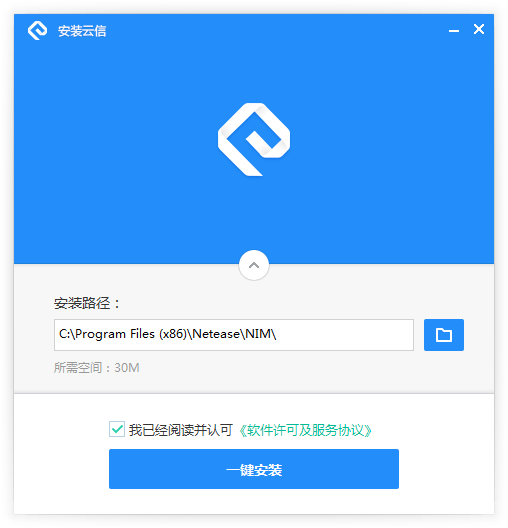 安装云信
安装路径：
C:\Program Files (x86)\Netease\NIM\
所需空间：30M
我已经阅读并认可《软件许可及服务协议》
一键安装